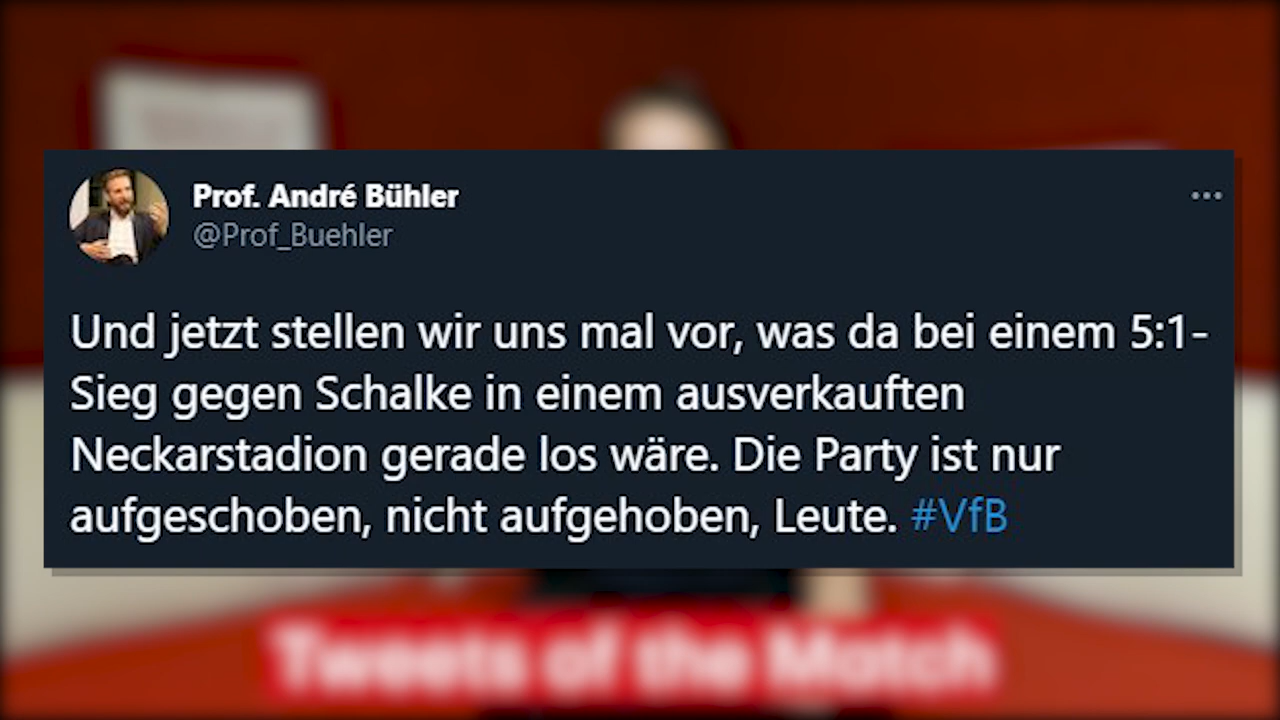 Prof. André Bühler
@Prof_Buehler
Und jetzt stellen wir uns mal vor, was da bei einem 5:1-
Sieg gegen Schalke in einem ausverkauften
Neckarstadion gerade los wäre. Die Party ist nur
aufgeschoben, nicht aufgehoben, Leute. #VfB
Tweets of the Match